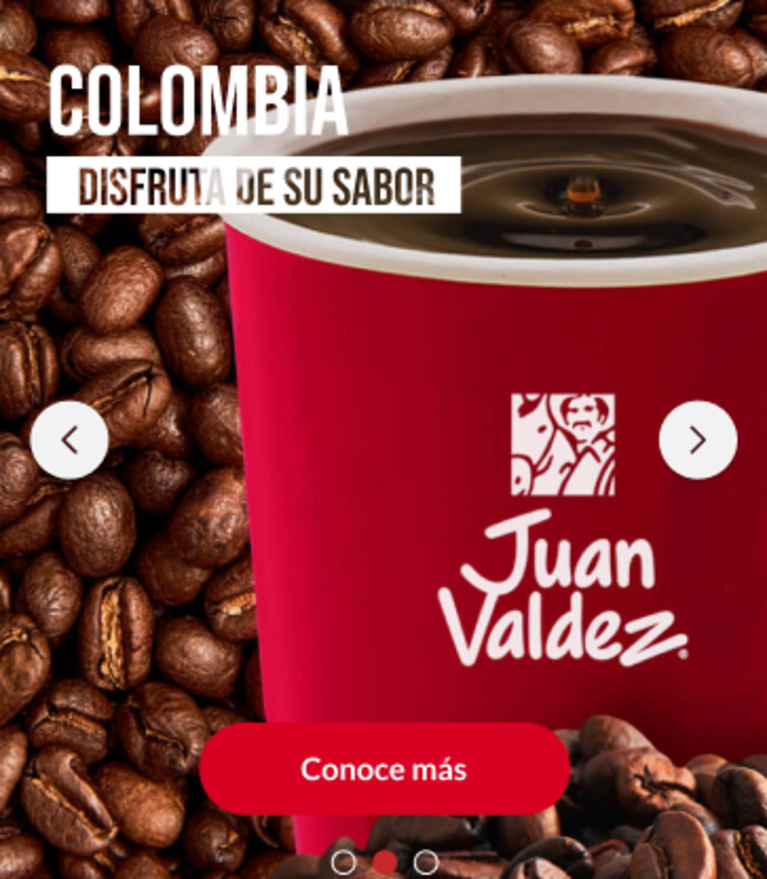 COLOMBIA
DISFRUTA DE SU SABOR
Juan
Valdez®
Conoce más